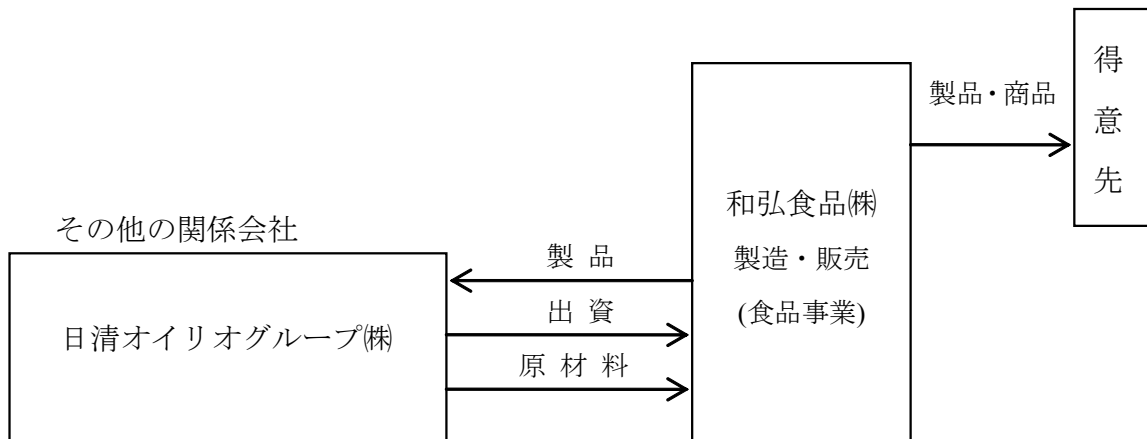 得意先
製品・商品
和弘食品㈱
製造・販売
(食品事業)
その他の関係会社
日清オイリオグループ㈱
製 品
出 資
原 材 料